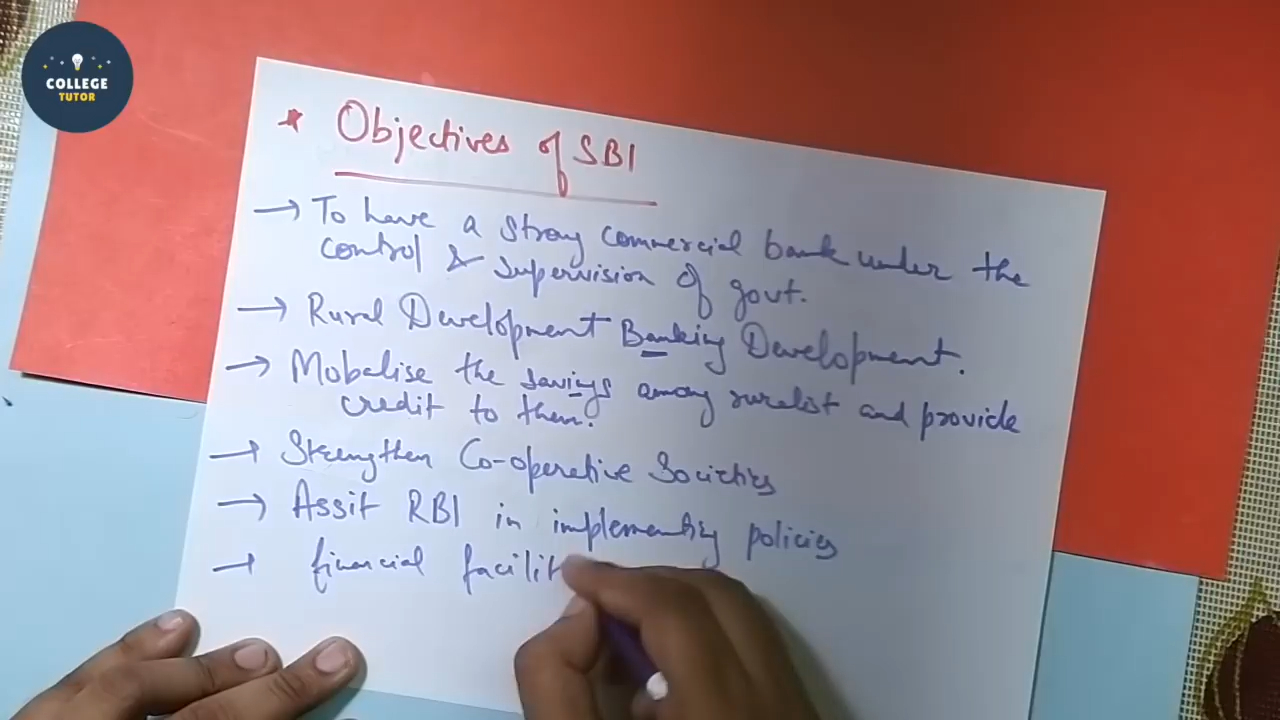 COLLEGE
TUTOR
* Objectives of SBI
→ To have a strong commercial bank under the
control & supervision of govt.
→ Rural Development Banking Development.
→ Mobalise the savings among ruralist and provide
credit to them.
→ Strengthen Co-operative Societies
→ Assit RBI in implementing policies
→ financial facilit